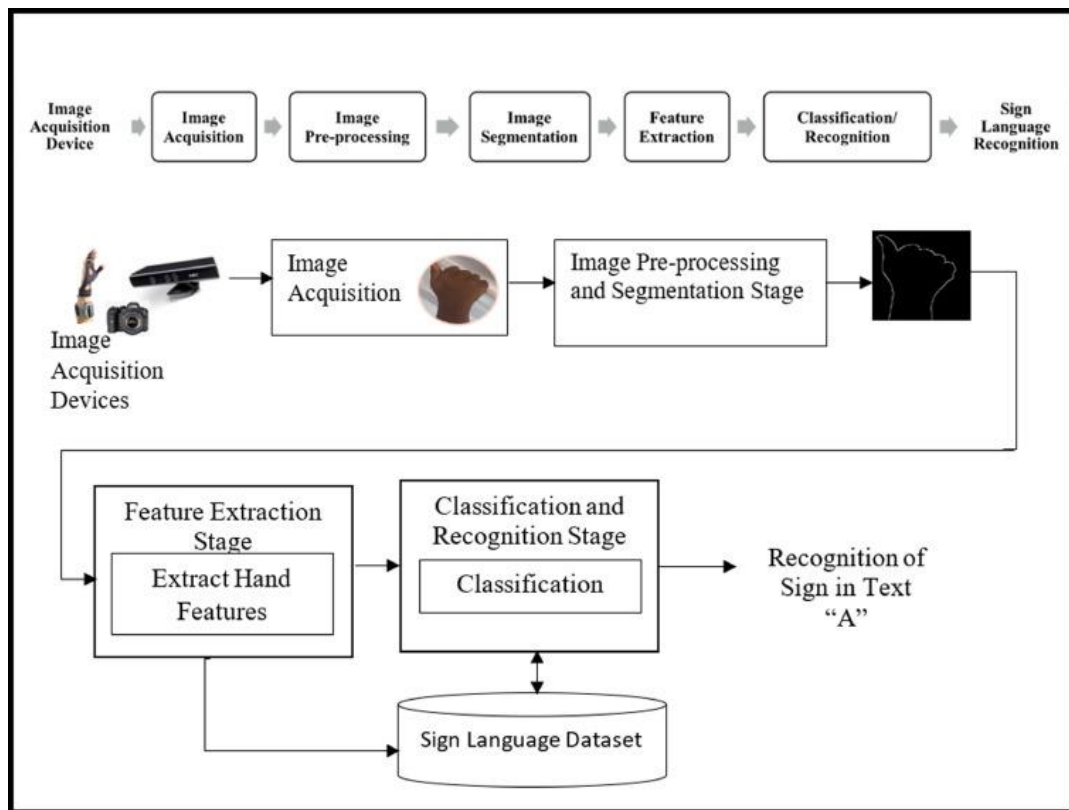 Image
Acquisition
Device
Image
Acquisition
Image
Pre-processing
Image
Segmentation
Feature
Extraction
Classification/
Recognition
Sign
Language
Recognition
Image
Acquisition
Devices
Image
Acquisition
Image Pre-processing
and Segmentation Stage
Feature Extraction
Stage
Extract Hand
Features
Classification and
Recognition Stage
Classification
Recognition of
Sign in Text
“A”
Sign Language Dataset